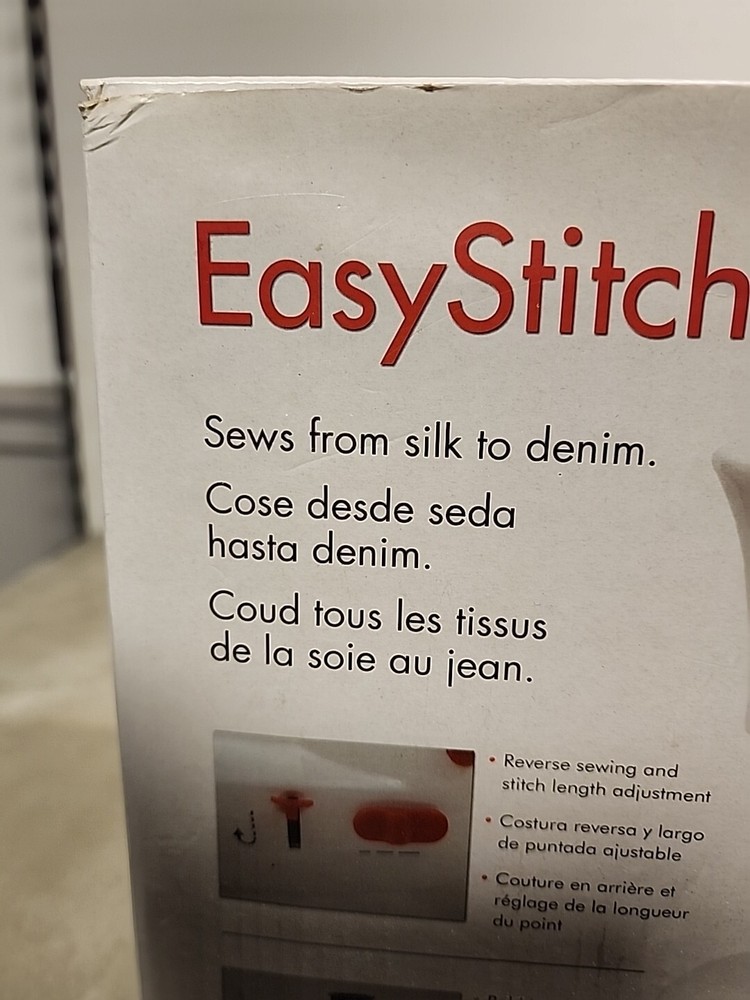 EasyStitch
Sews from silk to denim.
Cose desde seda
hasta denim.
Coud tous les tissus
de la soie au jean.
• Reverse sewing and
stitch length adjustment
• Costura reversa y largo
de puntada ajustable
• Couture en arrière et
réglage de la longueur
du point